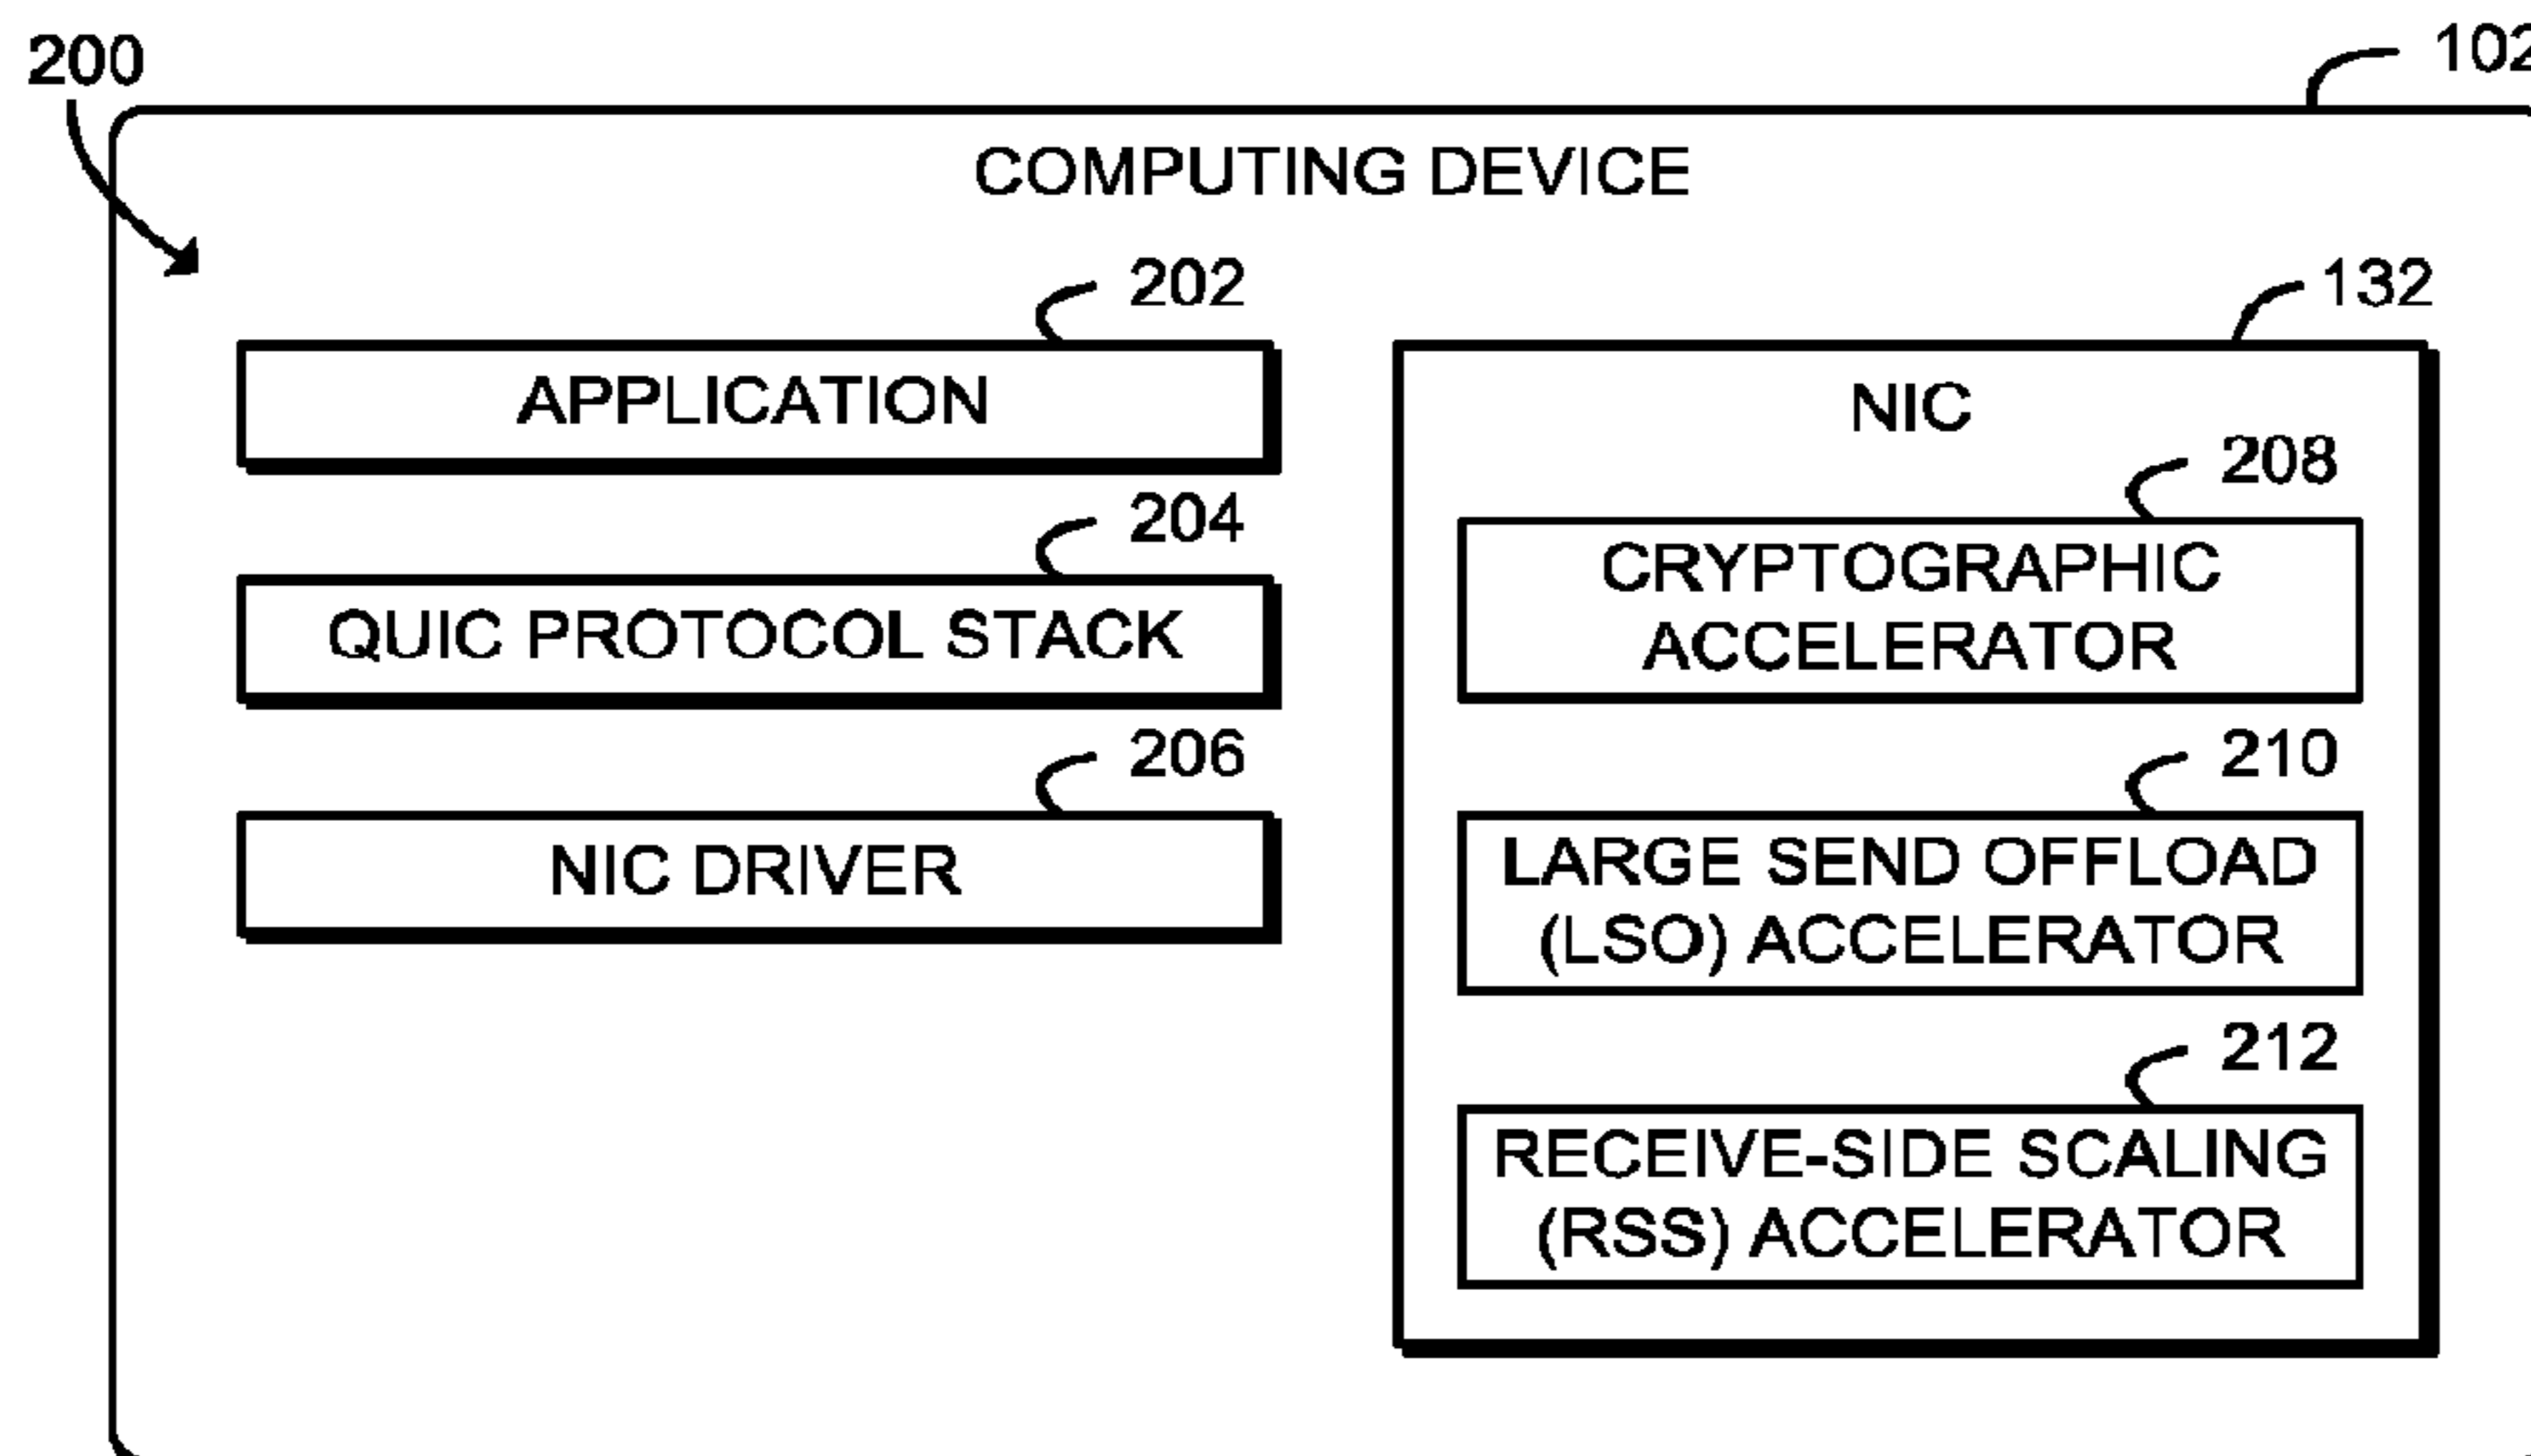 200
102
COMPUTING DEVICE
202
APPLICATION
204
QUIC PROTOCOL STACK
206
NIC DRIVER
132
NIC
208
CRYPTOGRAPHIC
ACCELERATOR
210
LARGE SEND OFFLOAD
(LSO) ACCELERATOR
212
RECEIVE-SIDE SCALING
(RSS) ACCELERATOR